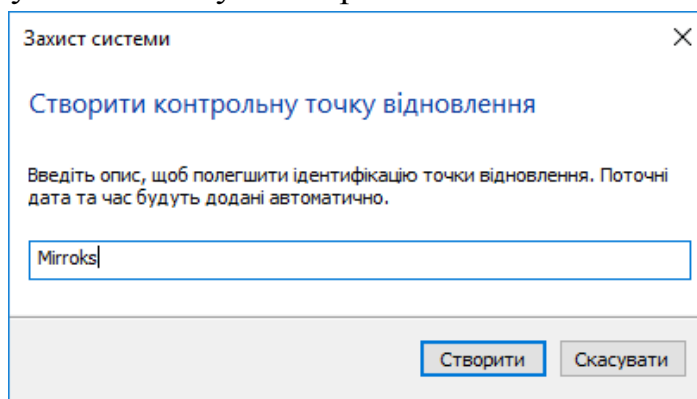 Захист системи
Створити контрольну точку відновлення
Введіть опис, щоб полегшити ідентифікацію точки відновлення. Поточні
дата та час будуть додані автоматично.
Mirroks
Створити
Скасувати